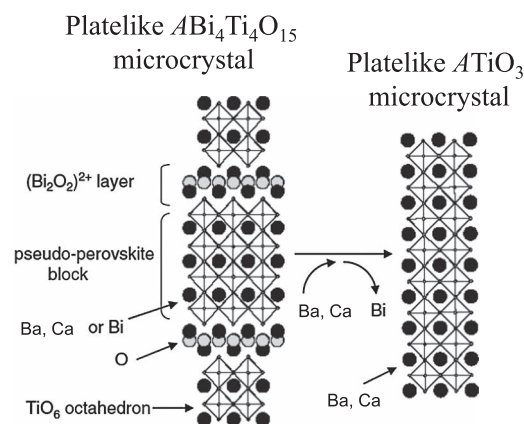 Platelike ABi₄Ti₄O₁₅
microcrystal
Platelike ATiO₃
microcrystal
(Bi₂O₂)²⁺ layer
pseudo-perovskite
block
Ba, Ca or Bi
O
TiO₆ octahedron
Ba, Ca
Bi
Ba, Ca